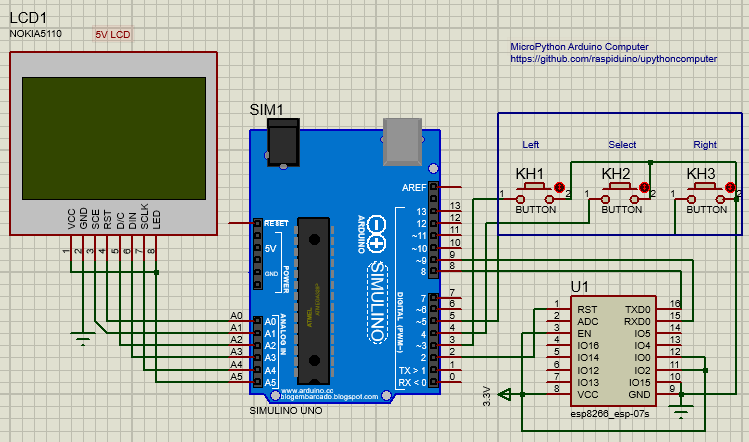 LCD1
NOKIA5110
5V LCD
MicroPython Arduino Computer
https://github.com/raspiduino/upythoncomputer
SIM1
Left
Select
Right
KH1
KH2
KH3
1
2
1
2
1
2
BUTTON
BUTTON
BUTTON
VCC
GND
SCE
RST
D/C
DIN
SCLK
LED
1
2
3
4
5
6
7
8
AREF
RESET
5V
GND
POWER
ARDUINO
SIMULINO
ATMEL
DIGITAL (PWM~)
ANALOG IN
13
12
~11
~10
~9
8
7
~6
~5
4
~3
2
TX > 1
RX < 0
13
12
11
10
9
8
7
6
5
4
3
2
1
0
A0
A1
A2
A3
A4
A5
A0
A1
A2
A3
A4
A5
www.arduino.cc
blogembarcado.blogspot.com
SIMULINO UNO
U1
1
2
3
4
5
6
7
8
RST
ADC
EN
IO16
IO14
IO12
IO13
VCC
TXD0
RXD0
IO5
IO4
IO0
IO2
IO15
GND
16
15
14
13
12
11
10
9
3.3V
esp8266_esp-07s